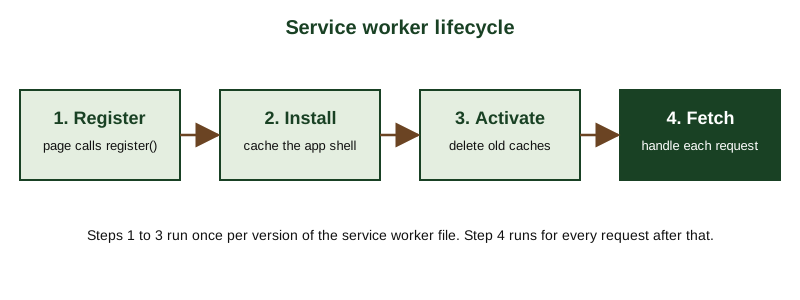 Service worker lifecycle
1. Register
page calls register()
2. Install
cache the app shell
3. Activate
delete old caches
4. Fetch
handle each request
Steps 1 to 3 run once per version of the service worker file. Step 4 runs for every request after that.